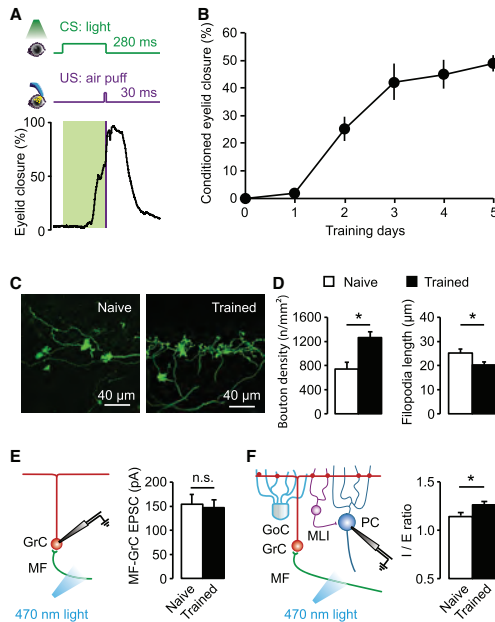 A
CS: light
280 ms
US: air puff
30 ms
Eyelid closure (%)
100
50
0
B
Conditioned eyelid closure (%)
60
50
40
30
20
10
0
0 1 2 3 4 5
Training days
C
Naive
40 µm
Trained
40 µm
D
Naive
Trained
Bouton density (n/mm²)
1600
1200
800
400
0
*
Filopodia length (µm)
40
30
20
10
0
*
E
GrC
MF
470 nm light
MF-GrC EPSC (pA)
200
150
100
50
0
n.s.
Naive
Trained
F
GoC
GrC
MLI
PC
MF
470 nm light
I / E ratio
1.5
1.0
0.5
*
Naive
Trained